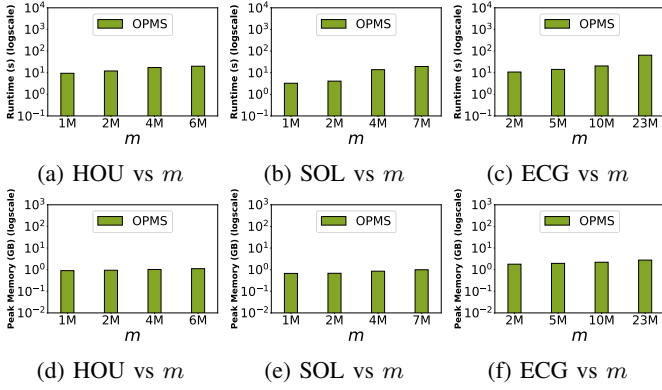 Runtime (s) (logscale)
10^4
10^3
10^2
10^1
10^0
10^-1
OPMS
1M 2M 4M 6M
m
(a) HOU vs m
Runtime (s) (logscale)
10^4
10^3
10^2
10^1
10^0
10^-1
OPMS
1M 2M 4M 7M
m
(b) SOL vs m
Runtime (s) (logscale)
10^4
10^3
10^2
10^1
10^0
10^-1
OPMS
2M 5M 10M 23M
m
(c) ECG vs m
Peak Memory (GB) (logscale)
10^3
10^2
10^1
10^0
10^-1
10^-2
OPMS
1M 2M 4M 6M
m
(d) HOU vs m
Peak Memory (GB) (logscale)
10^3
10^2
10^1
10^0
10^-1
10^-2
OPMS
1M 2M 4M 7M
m
(e) SOL vs m
Peak Memory (GB) (logscale)
10^3
10^2
10^1
10^0
10^-1
10^-2
OPMS
2M 5M 10M 23M
m
(f) ECG vs m